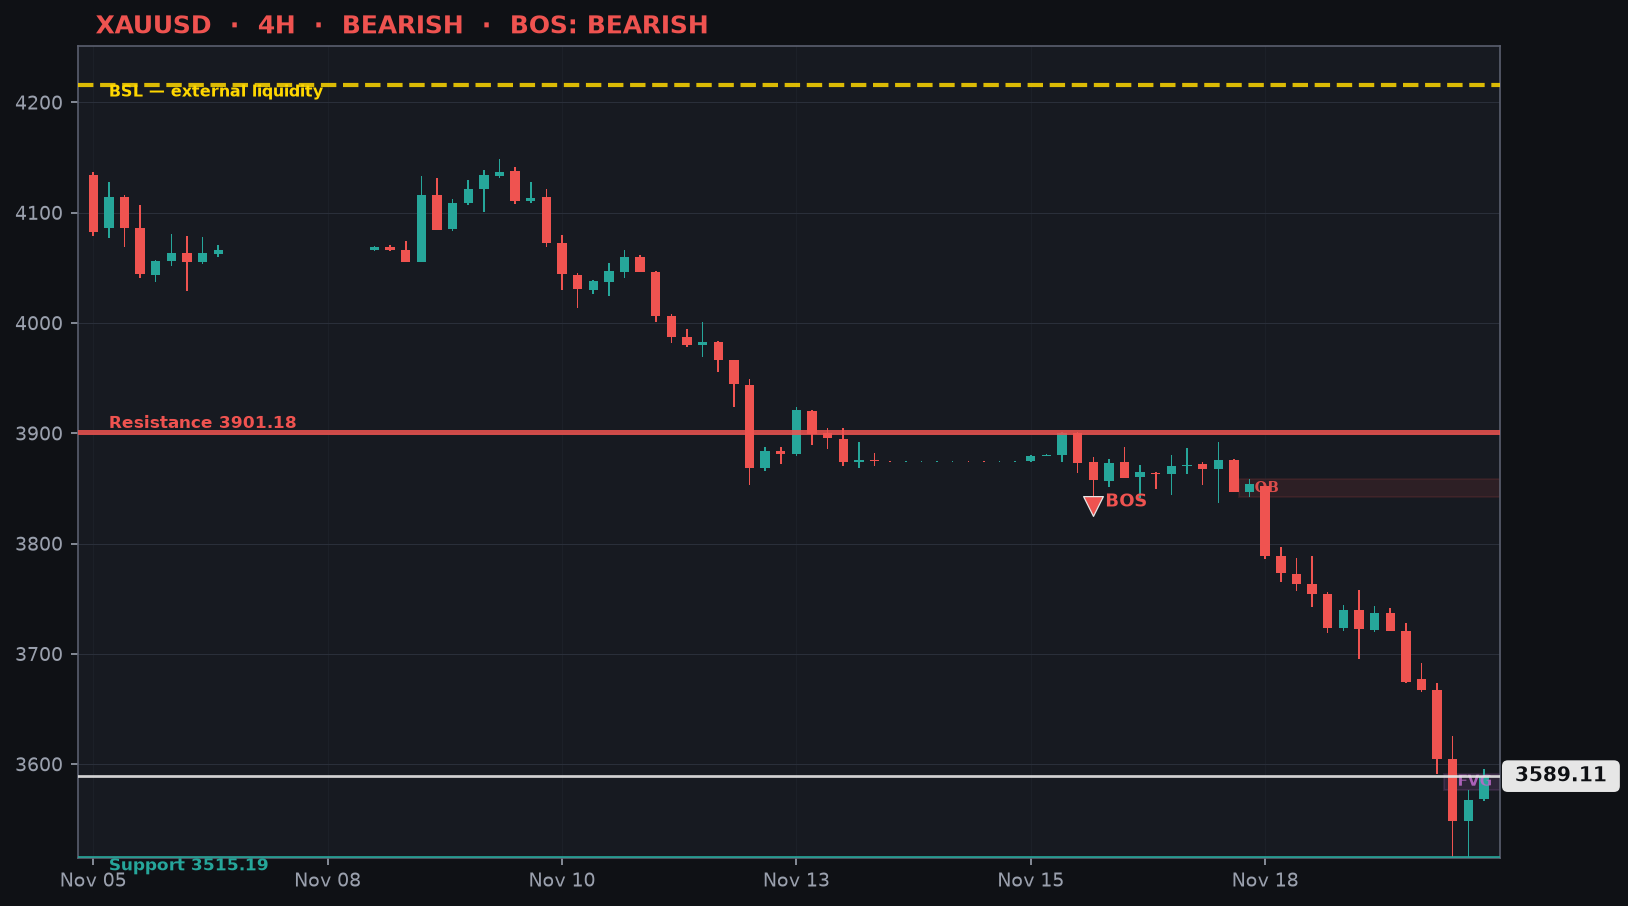 XAUUSD · 4H · BEARISH · BOS: BEARISH
BSL — external liquidity
4200
4100
4000
Resistance 3901.18
3900
OB
BOS
3800
3700
3600
3589.11
FVG
Support 3515.19
Nov 05 Nov 08 Nov 10 Nov 13 Nov 15 Nov 18